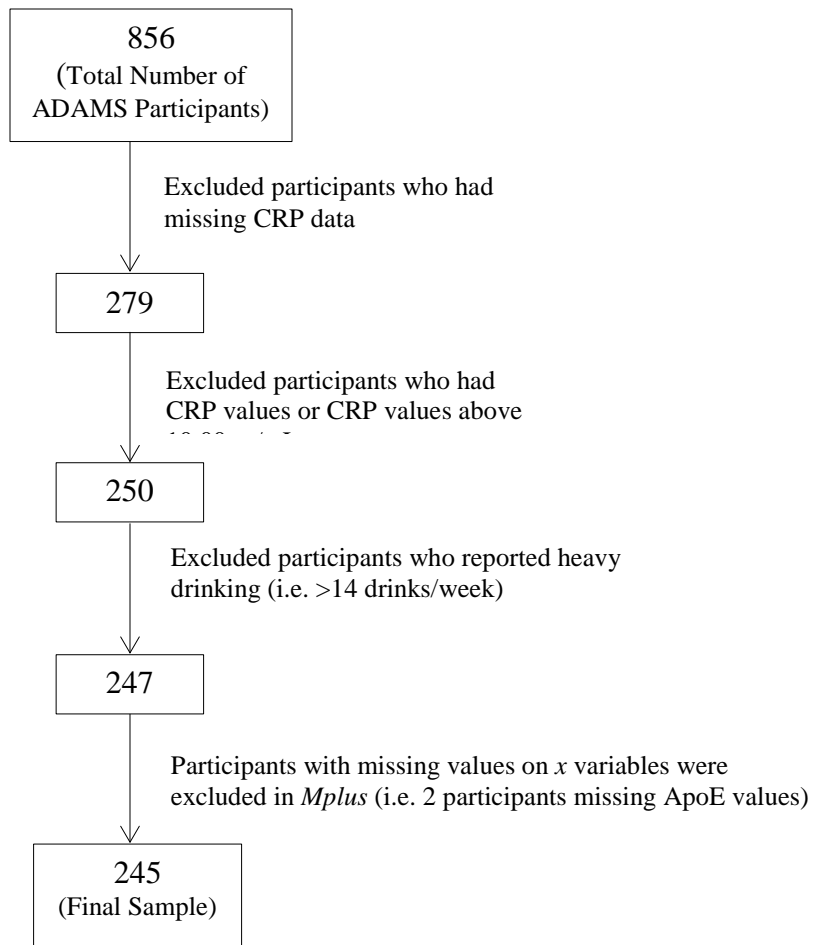 856
(Total Number of
ADAMS Participants)
Excluded participants who had
missing CRP data
279
Excluded participants who had
CRP values or CRP values above
250
Excluded participants who reported heavy
drinking (i.e. >14 drinks/week)
247
Participants with missing values on x variables were
excluded in Mplus (i.e. 2 participants missing ApoE values)
245
(Final Sample)